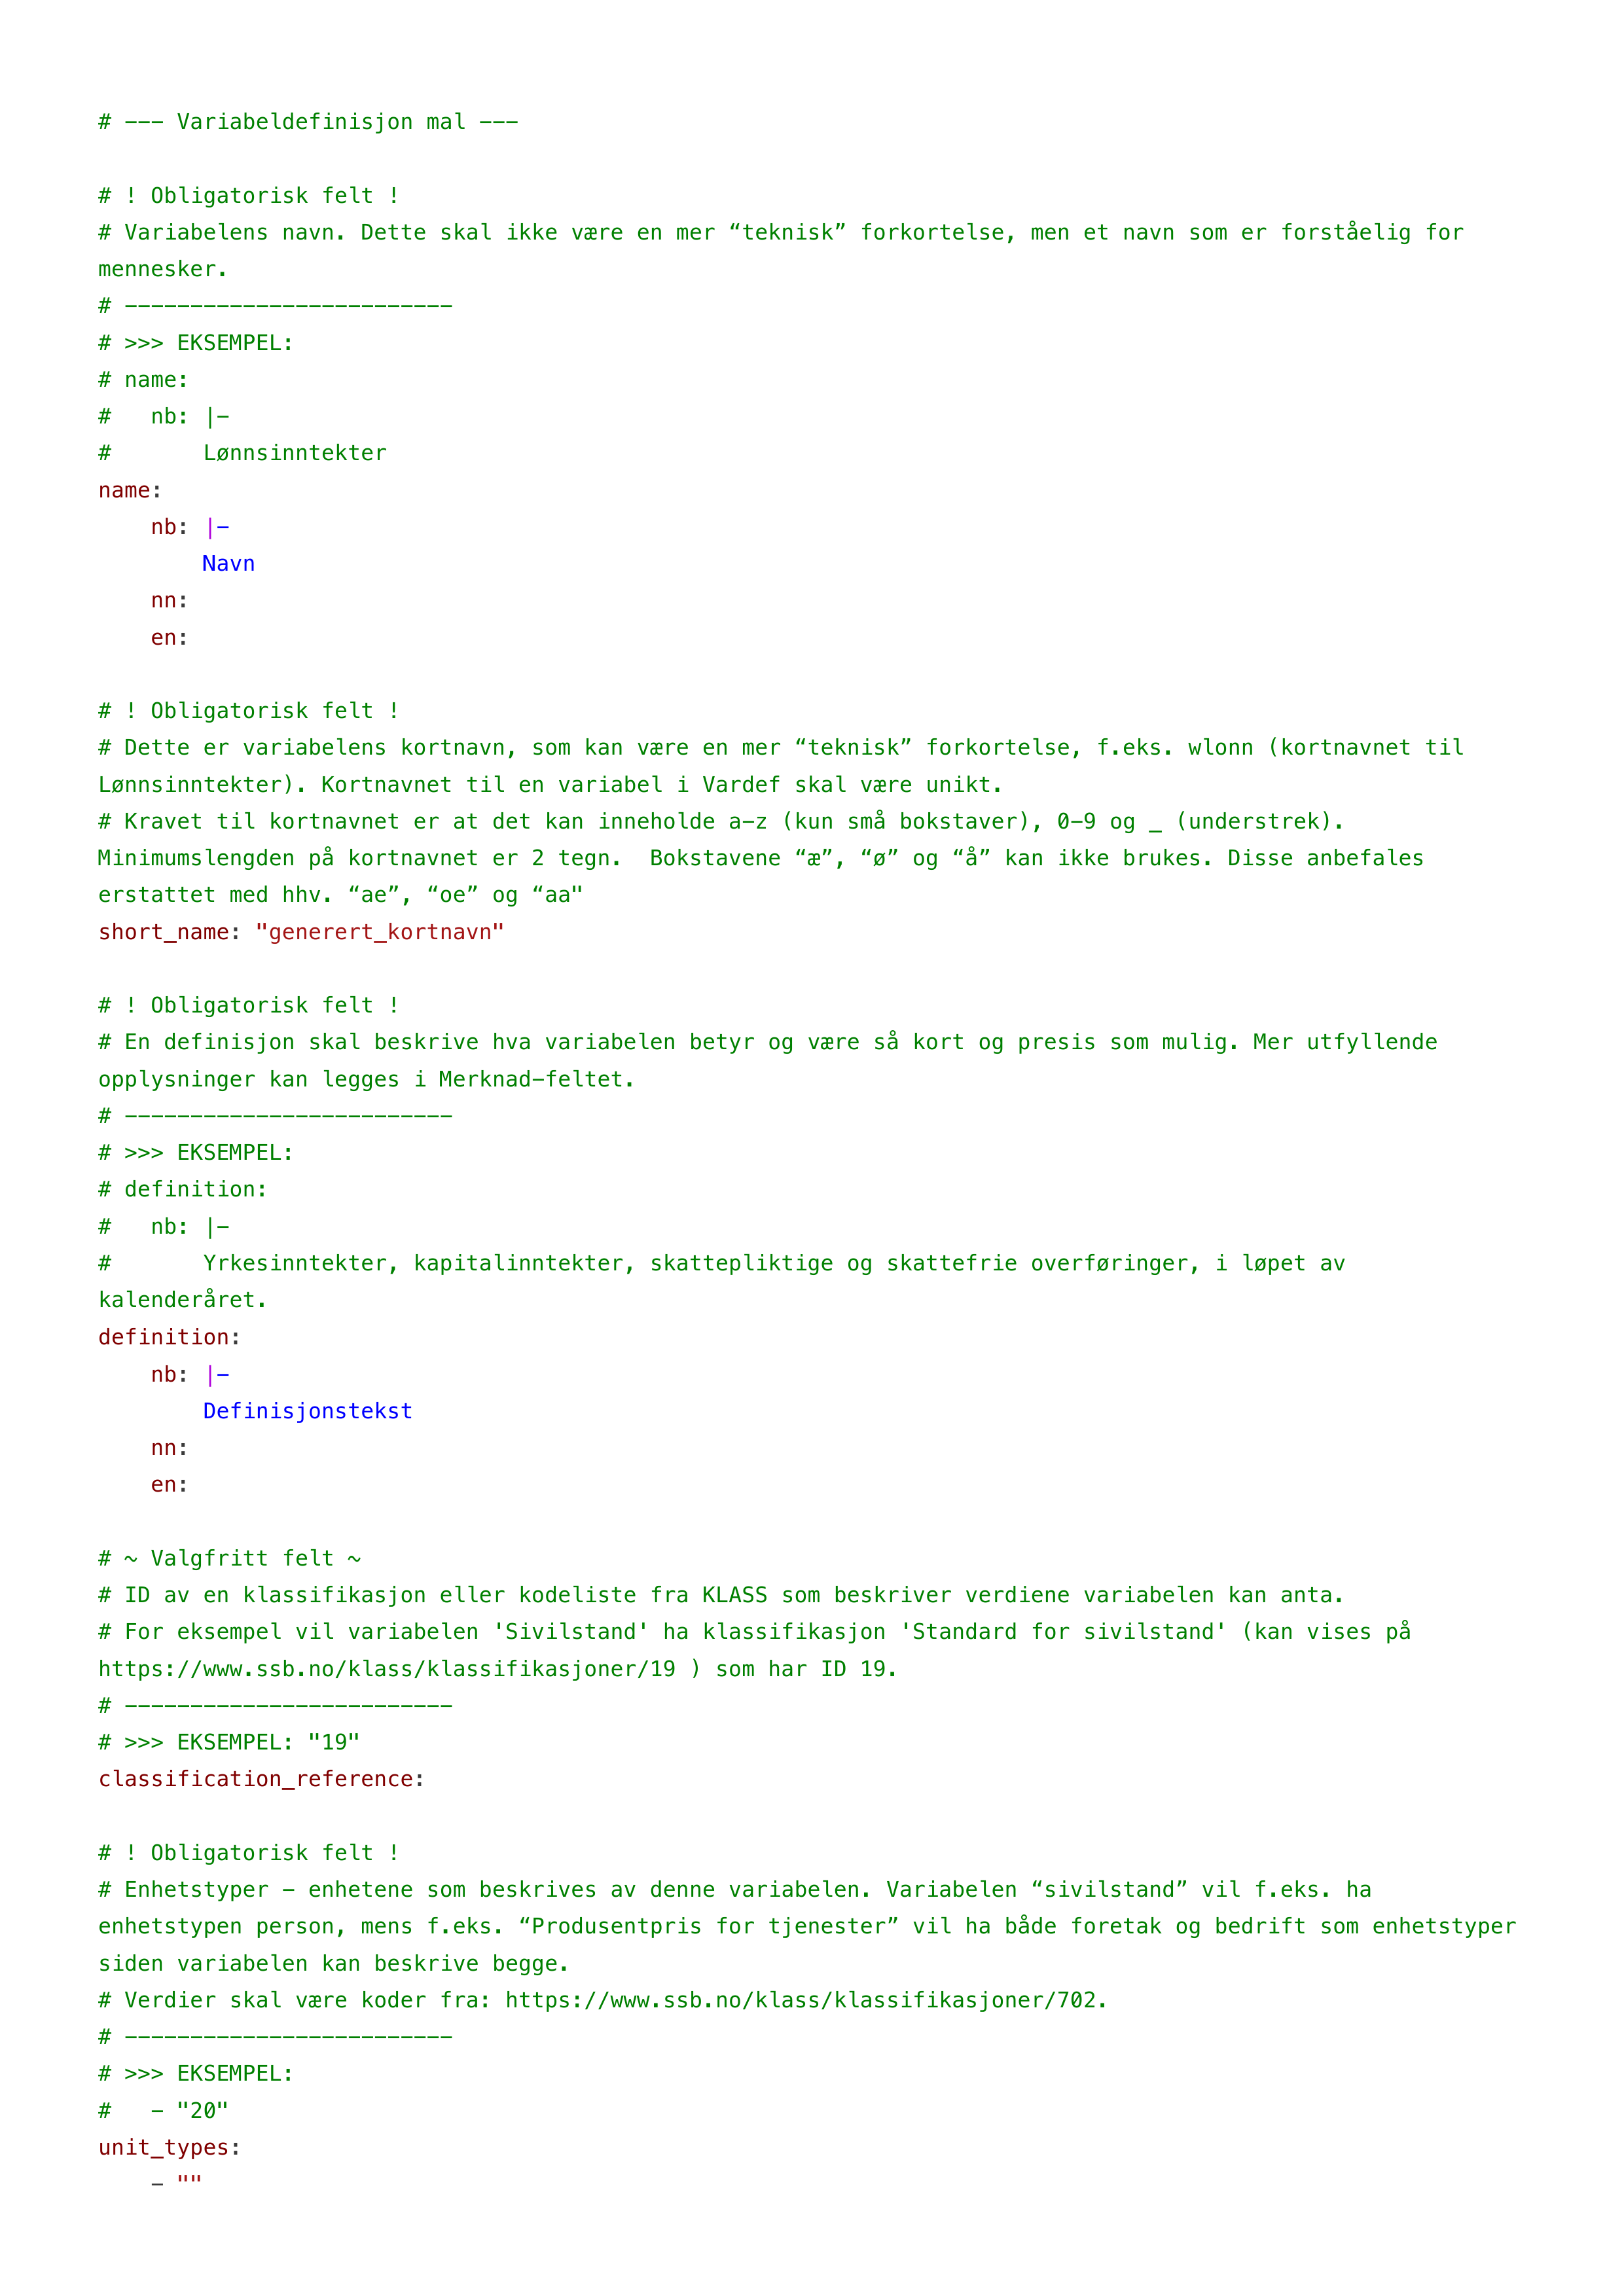 # --- Variabeldefinisjon mal ---

# ! Obligatorisk felt !
# Variabelens navn. Dette skal ikke være en mer “teknisk” forkortelse, men et navn som er forståelig for
mennesker.
# -------------------------
# >>> EKSEMPEL:
# name:
#   nb: |-
#       Lønnsinntekter
name:
    nb: |-
        Navn
    nn:
    en:

# ! Obligatorisk felt !
# Dette er variabelens kortnavn, som kan være en mer “teknisk” forkortelse, f.eks. wlonn (kortnavnet til
Lønnsinntekter). Kortnavnet til en variabel i Vardef skal være unikt.
# Kravet til kortnavnet er at det kan inneholde a-z (kun små bokstaver), 0-9 og _ (understrek).
Minimumslengden på kortnavnet er 2 tegn.  Bokstavene “æ”, “ø” og “å” kan ikke brukes. Disse anbefales
erstattet med hhv. “ae”, “oe” og “aa"
short_name: "generert_kortnavn"

# ! Obligatorisk felt !
# En definisjon skal beskrive hva variabelen betyr og være så kort og presis som mulig. Mer utfyllende
opplysninger kan legges i Merknad-feltet.
# -------------------------
# >>> EKSEMPEL:
# definition:
#   nb: |-
#       Yrkesinntekter, kapitalinntekter, skattepliktige og skattefrie overføringer, i løpet av
kalenderåret.
definition:
    nb: |-
        Definisjonstekst
    nn:
    en:

# ~ Valgfritt felt ~
# ID av en klassifikasjon eller kodeliste fra KLASS som beskriver verdiene variabelen kan anta.
# For eksempel vil variabelen 'Sivilstand' ha klassifikasjon 'Standard for sivilstand' (kan vises på
https://www.ssb.no/klass/klassifikasjoner/19 ) som har ID 19.
# -------------------------
# >>> EKSEMPEL: "19"
classification_reference:

# ! Obligatorisk felt !
# Enhetstyper - enhetene som beskrives av denne variabelen. Variabelen “sivilstand” vil f.eks. ha
enhetstypen person, mens f.eks. “Produsentpris for tjenester” vil ha både foretak og bedrift som enhetstyper
siden variabelen kan beskrive begge.
# Verdier skal være koder fra: https://www.ssb.no/klass/klassifikasjoner/702.
# -------------------------
# >>> EKSEMPEL:
#   - "20"
unit_types:
    - ""